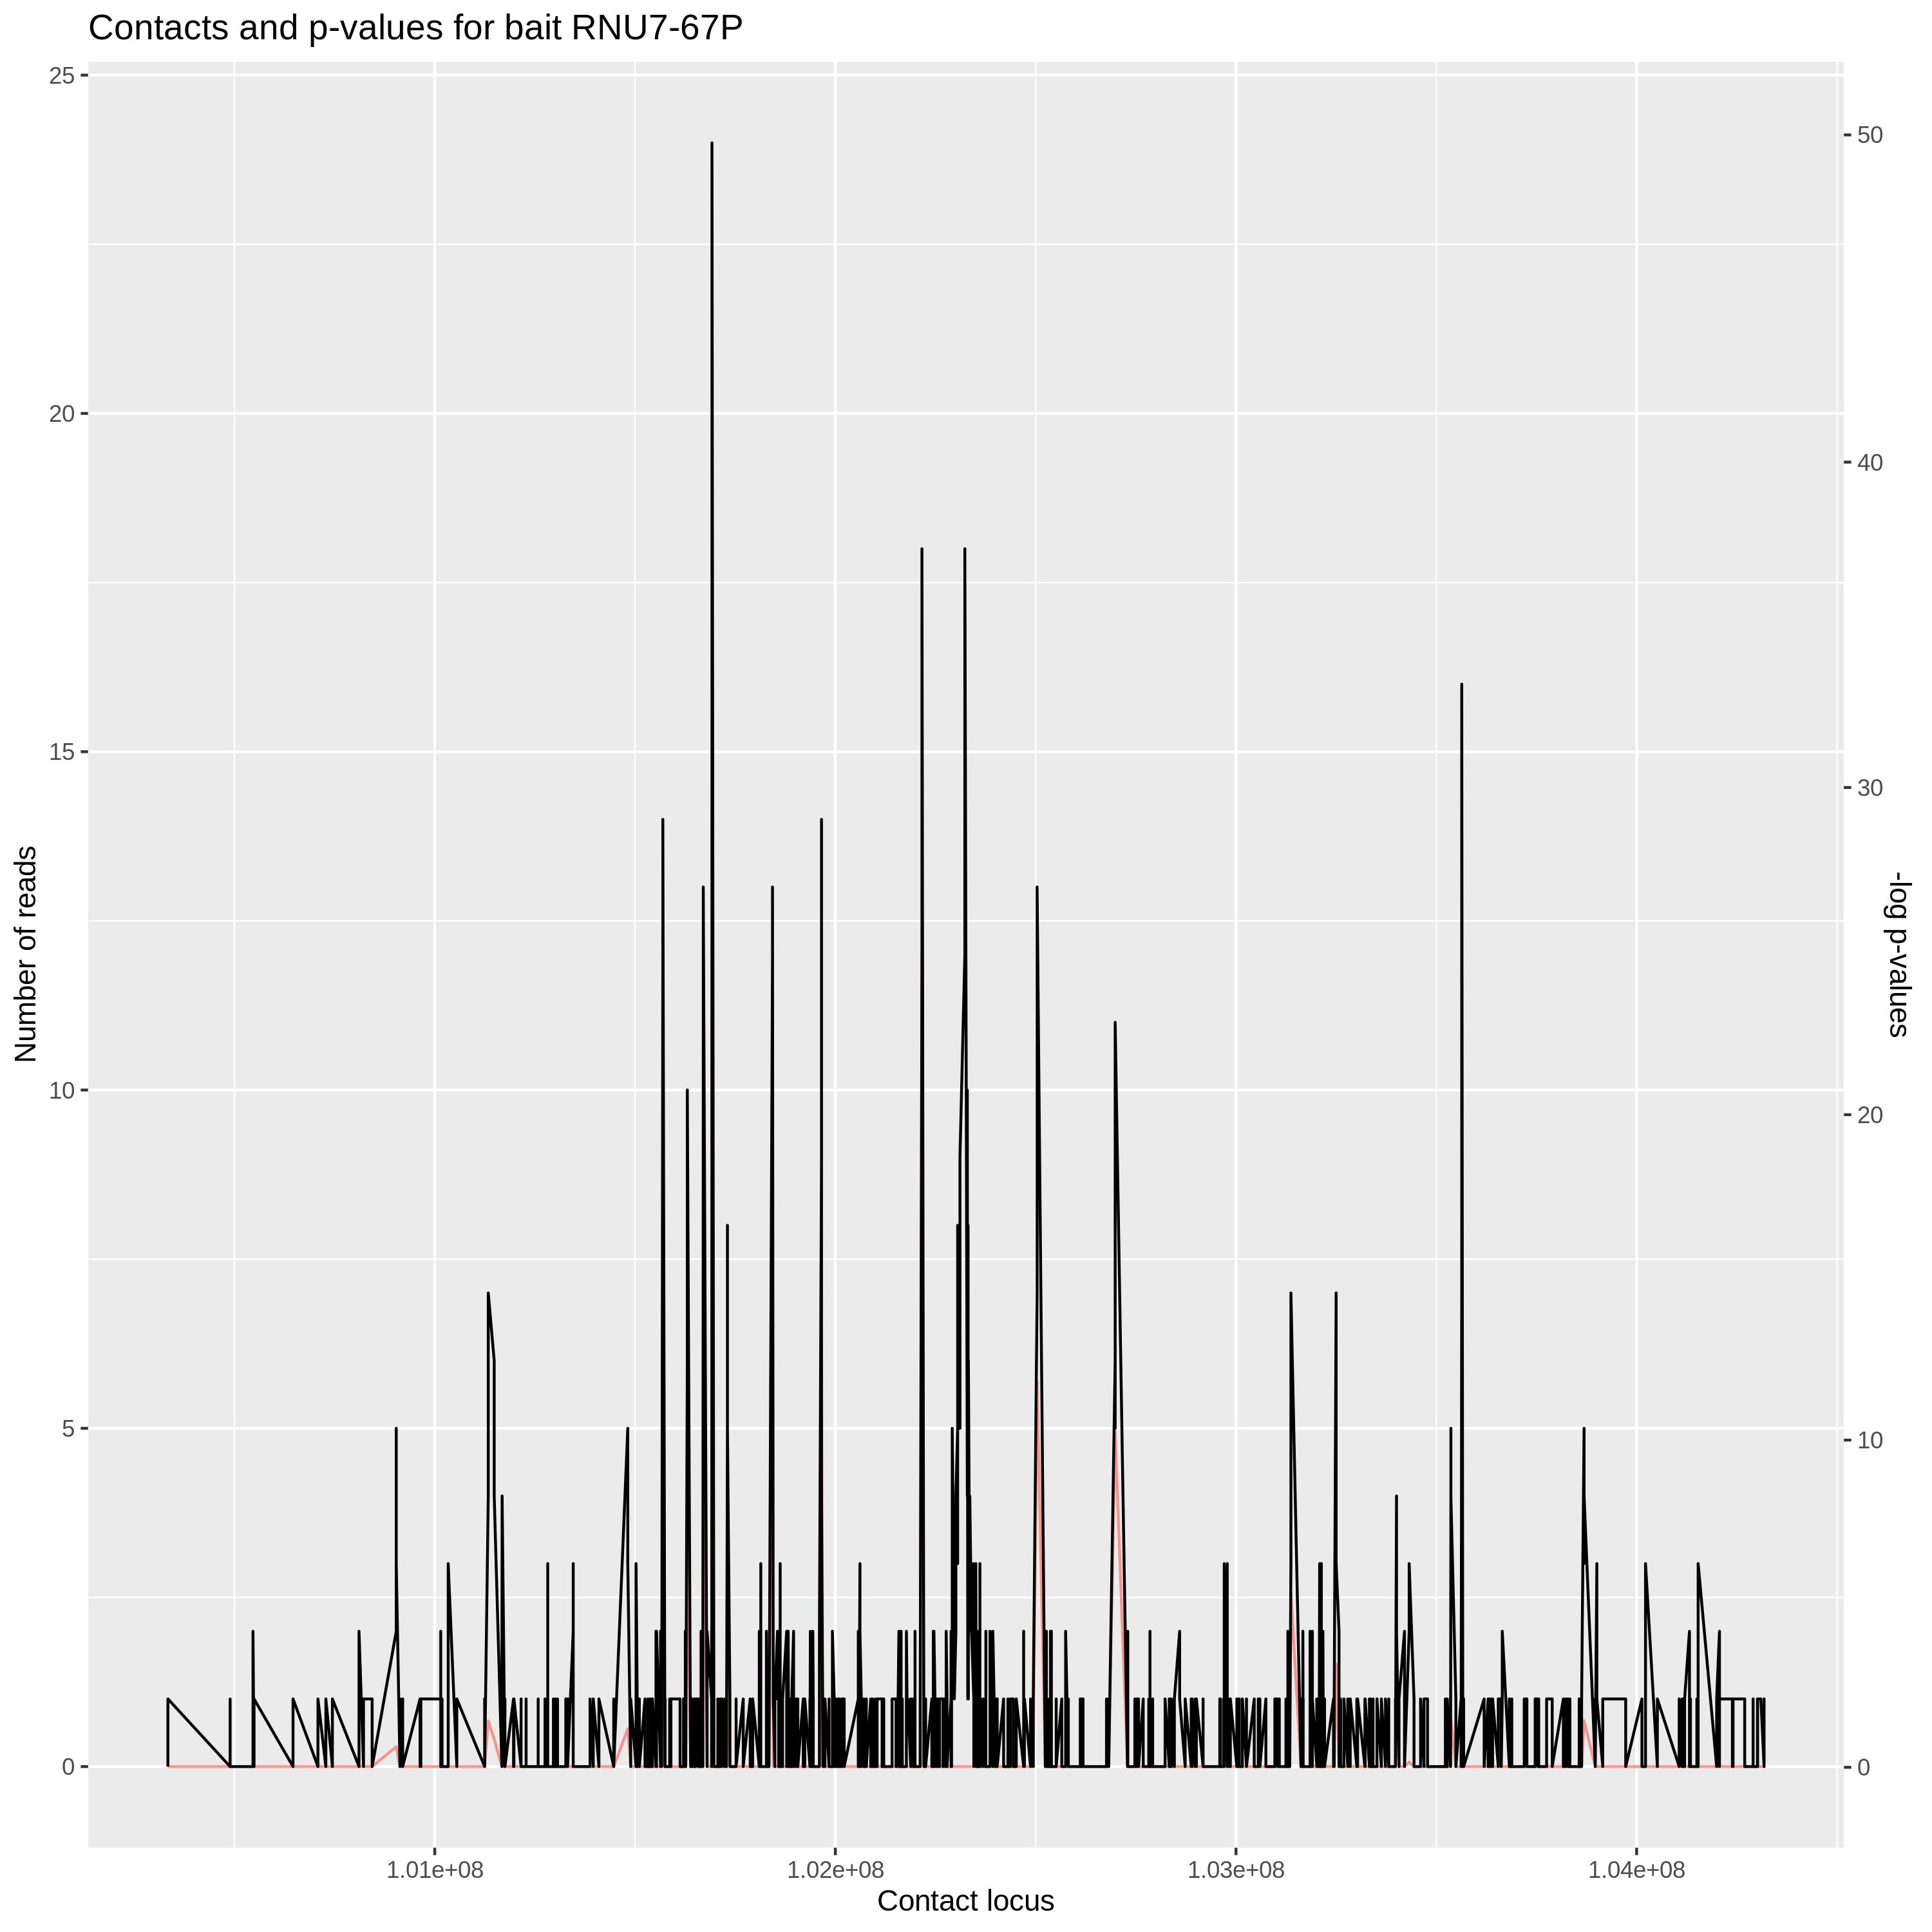 Contacts and p-values for bait RNU7-67P
25
20
15
10
5
0
Number of reads
50
40
30
20
10
0
-log p-values
1.01e+08
1.02e+08
1.03e+08
1.04e+08
Contact locus